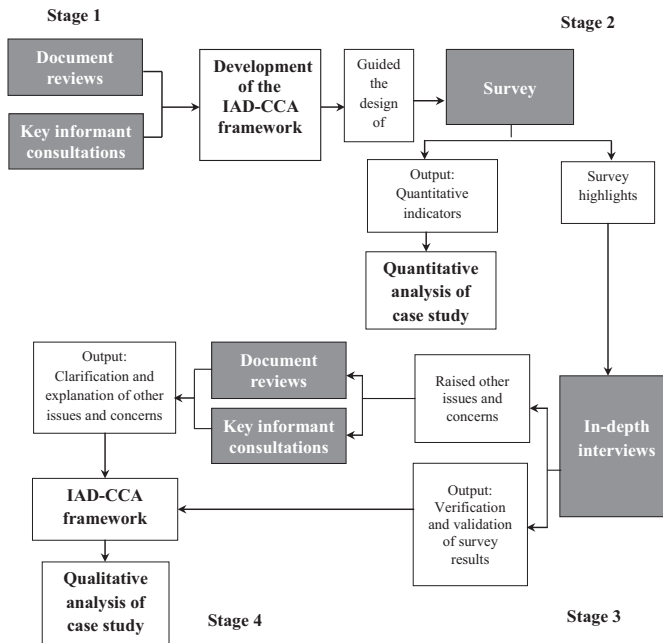 Stage 1
Stage 2
Document
reviews
Key informant
consultations
Development
of the
IAD-CCA
framework
Guided
the
design
of
Survey
Output:
Quantitative
indicators
Survey
highlights
Quantitative
analysis of
case study
Output:
Clarification and
explanation of other
issues and concerns
Document
reviews
Key informant
consultations
Raised other
issues and
concerns
In-depth
interviews
Output:
Verification
and validation
of survey
results
IAD-CCA
framework
Qualitative
analysis of
case study
Stage 4
Stage 3